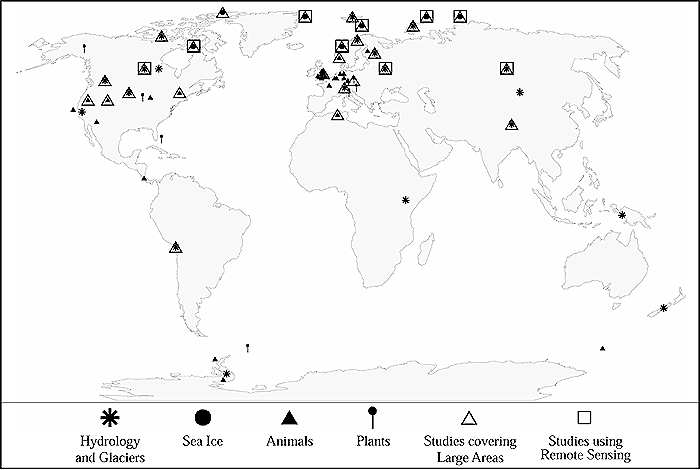 Hydrology
and Glaciers
Sea Ice
Animals
Plants
Studies covering
Large Areas
Studies using
Remote Sensing